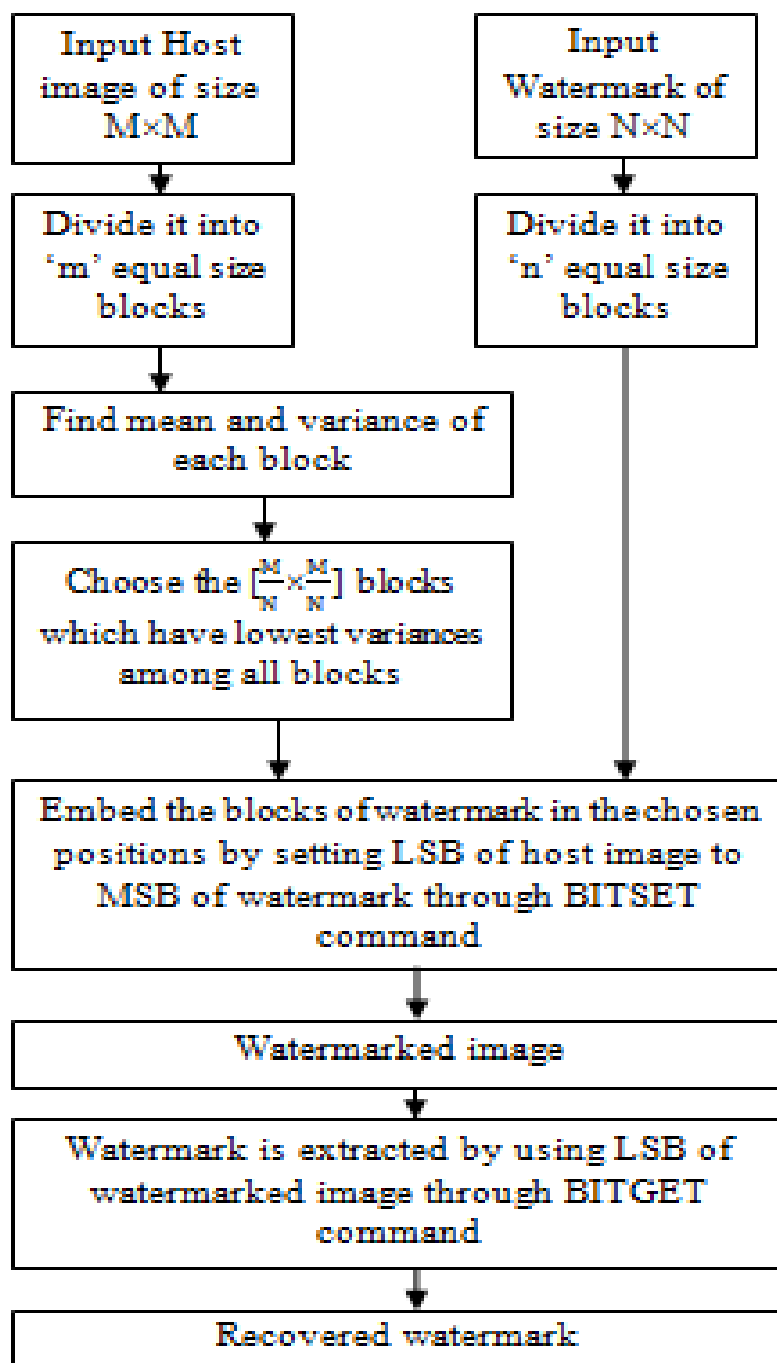 Input Host
image of size
M×M
Input
Watermark of
size N×N
Divide it into
‘m’ equal size
blocks
Divide it into
‘n’ equal size
blocks
Find mean and variance of
each block
Choose the [M/N×M/N] blocks
which have lowest variances
among all blocks
Embed the blocks of watermark in thechosen
positions by setting LSB of host image to
MSB of watermark through BITSET
command
Watermarked image
Watermark is extracted by using LSB of
watermarked image through BITGET
command
Recovered watermark